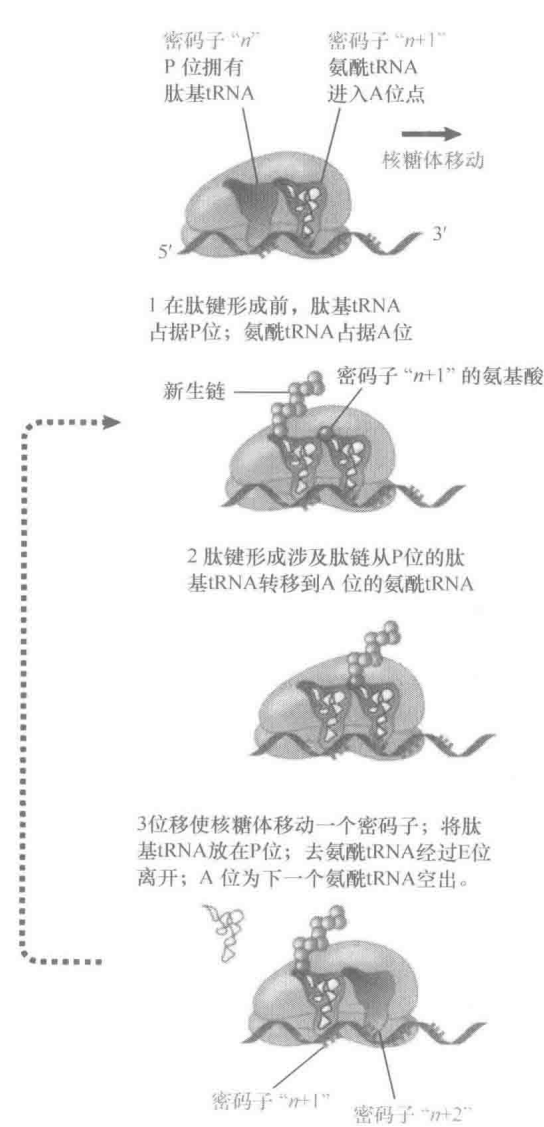 密码子“n”
P 位拥有
肽基tRNA
密码子“n+1”
氨酰tRNA
进入A位点
核糖体移动
5′
3′
1 在肽键形成前，肽基tRNA
占据P位；氨酰tRNA占据A位
新生链
密码子“n+1”的氨基酸
2 肽键形成涉及肽链从P位的肽
基tRNA转移到A 位的氨酰tRNA
3位移使核糖体移动一个密码子；将肽
基tRNA放在P位；去氨酰tRNA经过E位
离开；A 位为下一个氨酰tRNA空出。
密码子“n+1”
密码子“n+2”